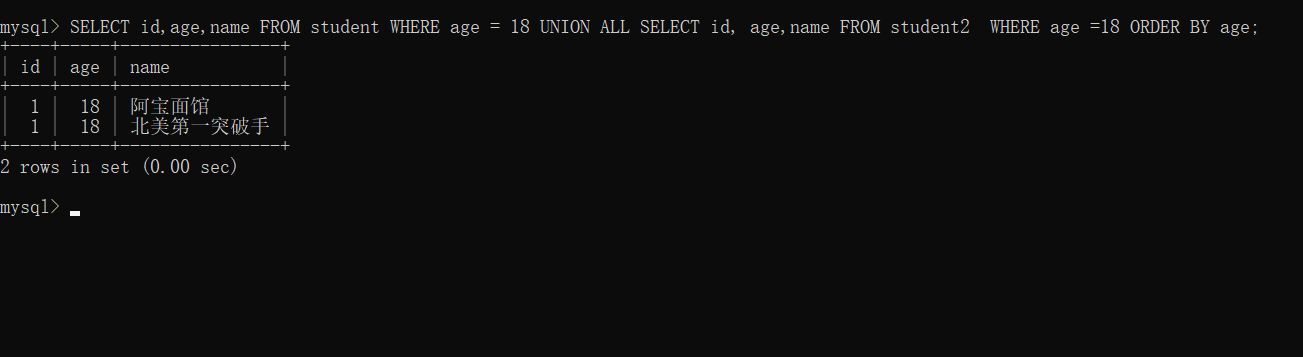 mysql> SELECT id,age,name FROM student WHERE age = 18 UNION ALL SELECT id, age,name FROM student2  WHERE age =18 ORDER BY age;
+----+-----+----------------+
| id | age | name           |
+----+-----+----------------+
|  1 |  18 | 阿宝面馆       |
|  1 |  18 | 北美第一突破手 |
+----+-----+----------------+
2 rows in set (0.00 sec)
mysql>